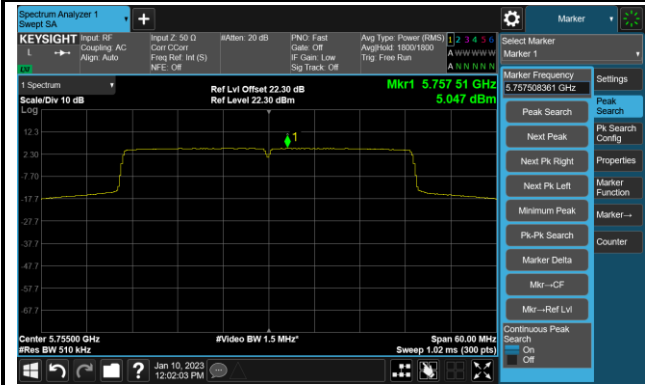 Spectrum Analyzer 1
Swept SA
Marker
KEYSIGHT Input: RF
L
Coupling: AC
Align: Auto
Input Z: 50 Ω
Corr CCorr
Freq Ref: Int (S)
NFE: Off
#Atten: 20 dB
PNO: Fast
Gate: Off
IF Gain: Low
Sig Track: Off
Avg Type: Power (RMS)
Avg|Hold: 1800/1800
Trig: Free Run
1 2 3 4 5 6
A W W W W W
A N N N N N
Select Marker
Marker 1
1 Spectrum
Scale/Div 10 dB
Log
Ref Lvl Offset 22.30 dB
Ref Level 22.30 dBm
Mkr1 5.757 51 GHz
5.047 dBm
1
12.3
2.30
-7.70
-17.7
-27.7
-37.7
-47.7
-57.7
-67.7
Center 5.75500 GHz
#Res BW 510 kHz
#Video BW 1.5 MHz*
Span 60.00 MHz
Sweep 1.02 ms (300 pts)
Marker Frequency
5.757508361 GHz
Peak Search
Next Peak
Next Pk Right
Next Pk Left
Minimum Peak
Pk-Pk Search
Marker Delta
Mkr→CF
Mkr→Ref Lvl
Continuous Peak
Search
On
Off
Settings
Peak
Search
Pk Search
Config
Properties
Marker
Function
Marker→
Counter
Jan 10, 2023
12:02:03 PM